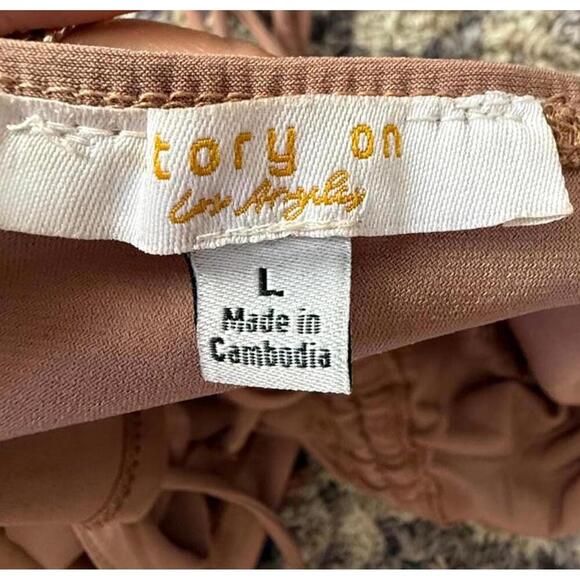 tory on
Los Angeles
L
Made in
Cambodia